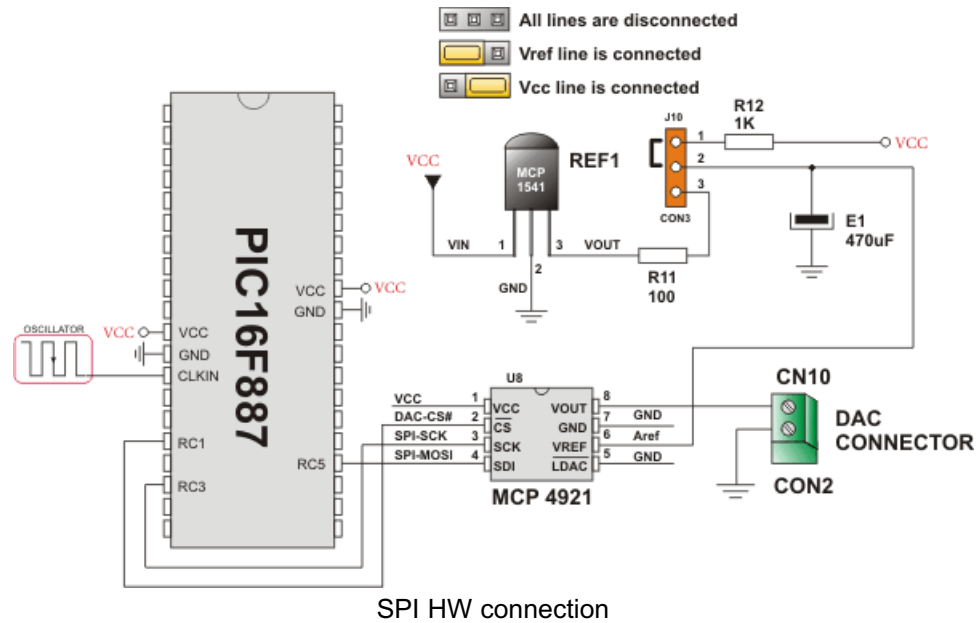 All lines are disconnected
Vref line is connected
Vcc line is connected
R12
1K
J10
1
VCC
2
3
CON3
REF1
MCP
1541
VCC
VIN
1
3
VOUT
2
GND
R11
100
E1
470uF
PIC16F887
VCC
VCC
GND
OSCILLATOR
VCC
VCC
GND
CLKIN
RC1
RC5
RC3
U8
VCC
1
VCC
VOUT
8
DAC-CS#
2
CS
GND
7
GND
SPI-SCK
3
SCK
VREF
6
Aref
SPI-MOSI
4
SDI
LDAC
5
GND
MCP 4921
CN10
DAC
CONNECTOR
CON2
SPI HW connection